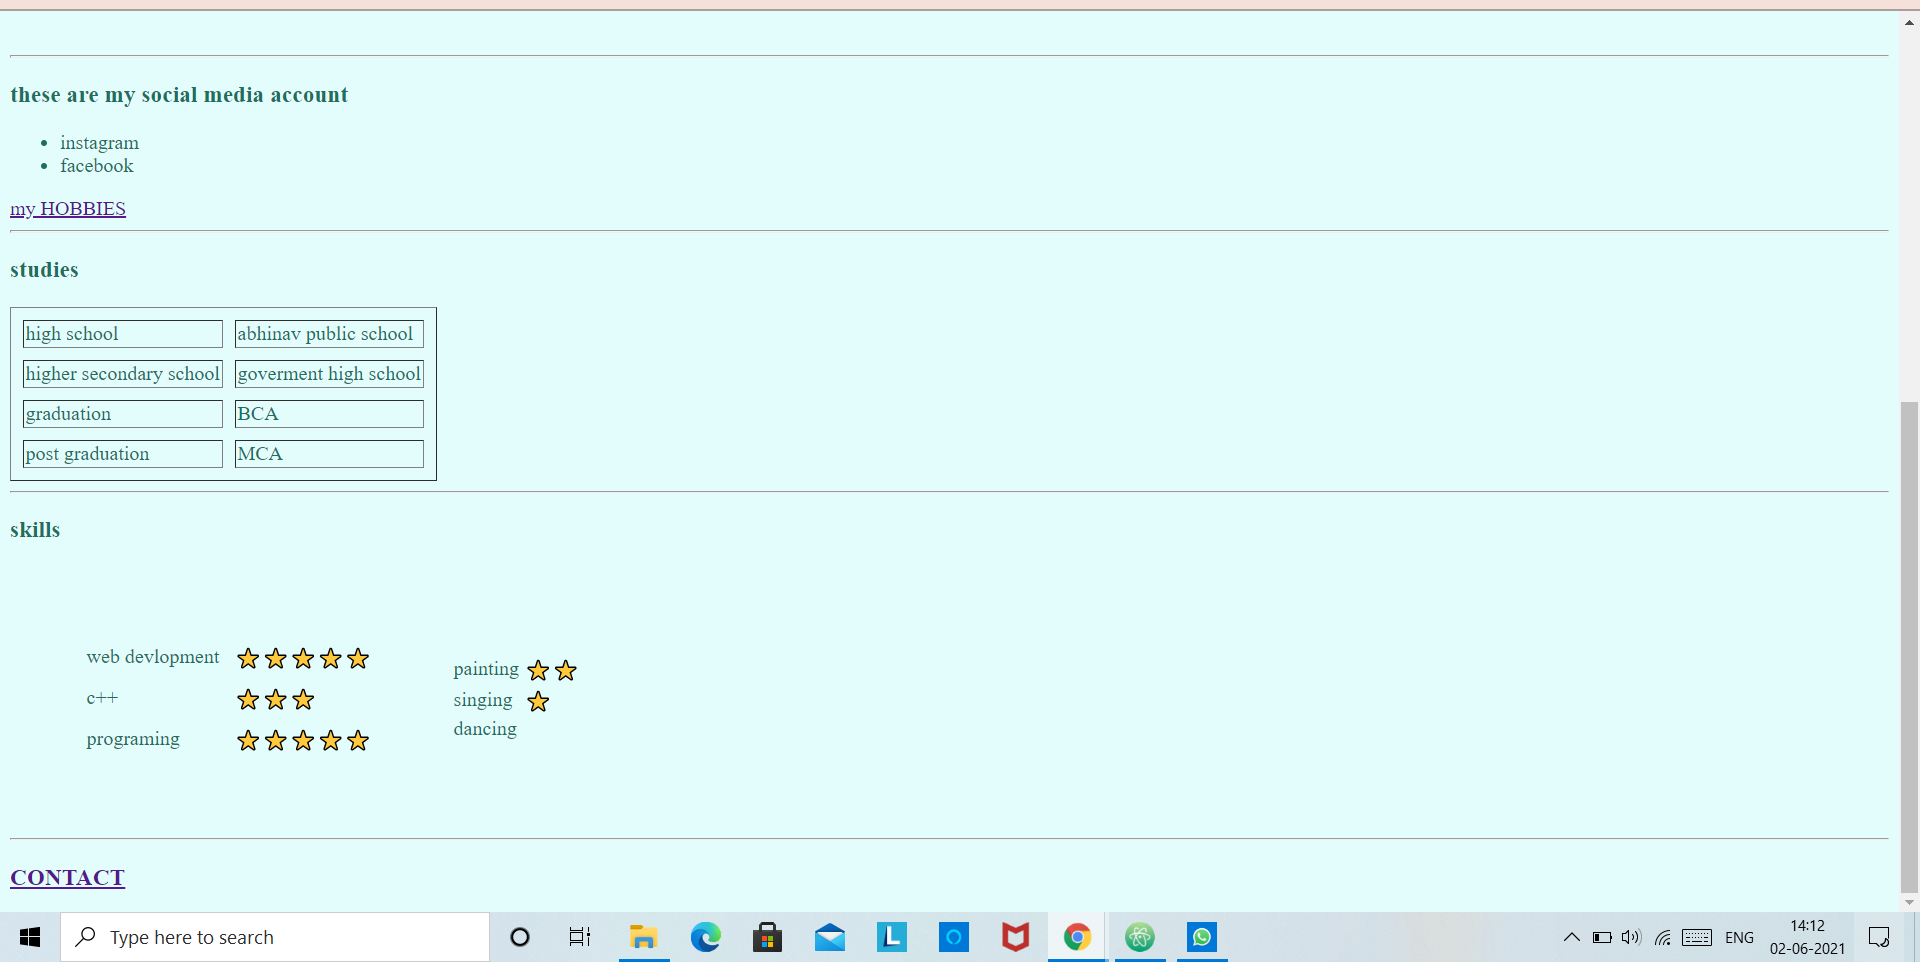 these are my social media account
instagram
facebook
my HOBBIES
studies
high school abhinav public school
higher secondary school goverment high school
graduation BCA
post graduation MCA
skills
web devlopment
c++
programing
painting
singing
dancing
CONTACT
Type here to search
L
ENG
14:12
02-06-2021